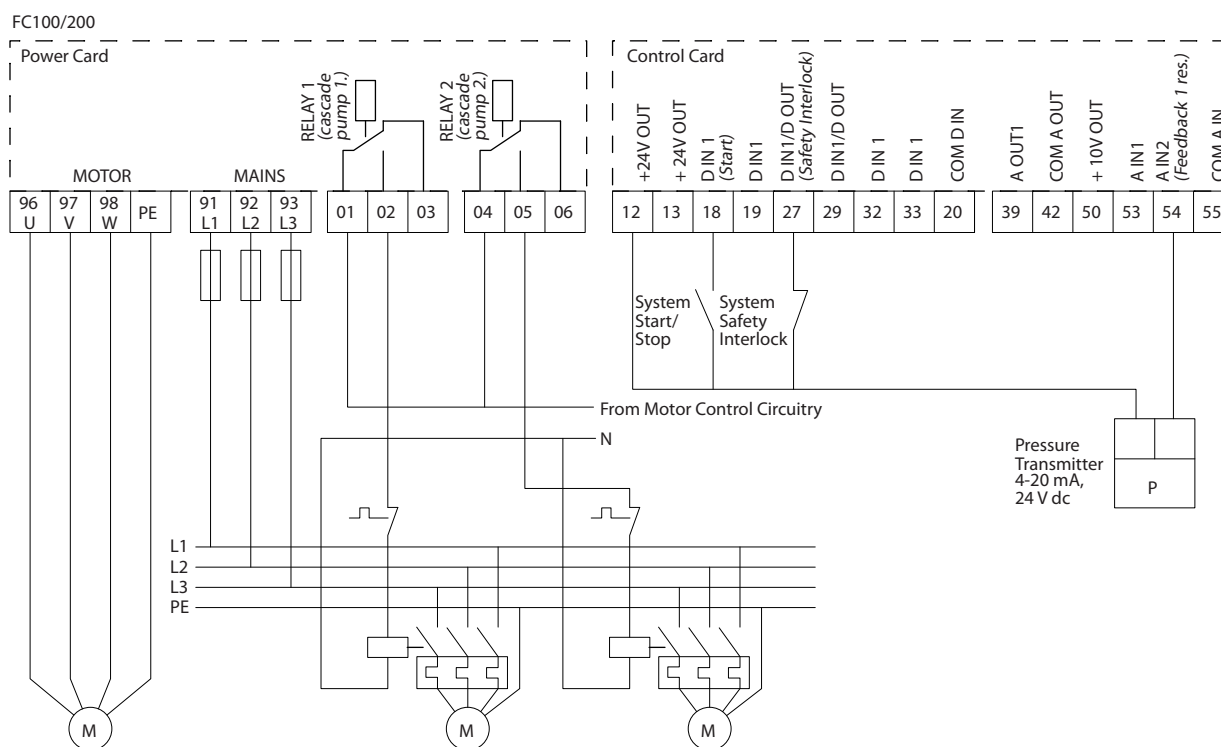 FC100/200
Power Card
Control Card
RELAY 1
(cascade
pump 1.)
RELAY 2
(cascade
pump 2.)
+24V OUT
+ 24V OUT
D IN 1
(Start)
D IN1
DIN1/D OUT
(Safety Interlock)
DIN1/D OUT
D IN 1
D IN 1
COM D IN
A OUT1
COM A OUT
+ 10V OUT
A IN1
A IN2
(Feedback 1 res.)
COM A IN
MOTOR
MAINS
96 97 98 PE
U V W
91 92 93
L1 L2 L3
01 02 03
04 05 06
12 13 18 19 27 29 32 33 20
39 42 50 53 54 55
System
Start/
Stop
System
Safety
Interlock
From Motor Control Circuitry
N
Pressure
Transmitter
4-20 mA,
24 V dc
P
L1
L2
L3
PE
M
M
M